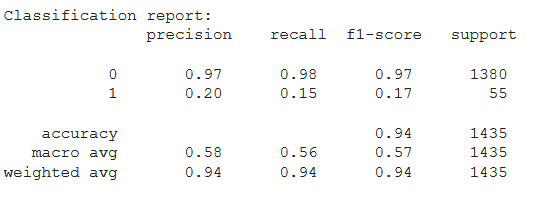 Classification report:
precision recall f1-score support
0 0.97 0.98 0.97 1380
1 0.20 0.15 0.17 55
accuracy 0.94 1435
macro avg 0.58 0.56 0.57 1435
weighted avg 0.94 0.94 0.94 1435